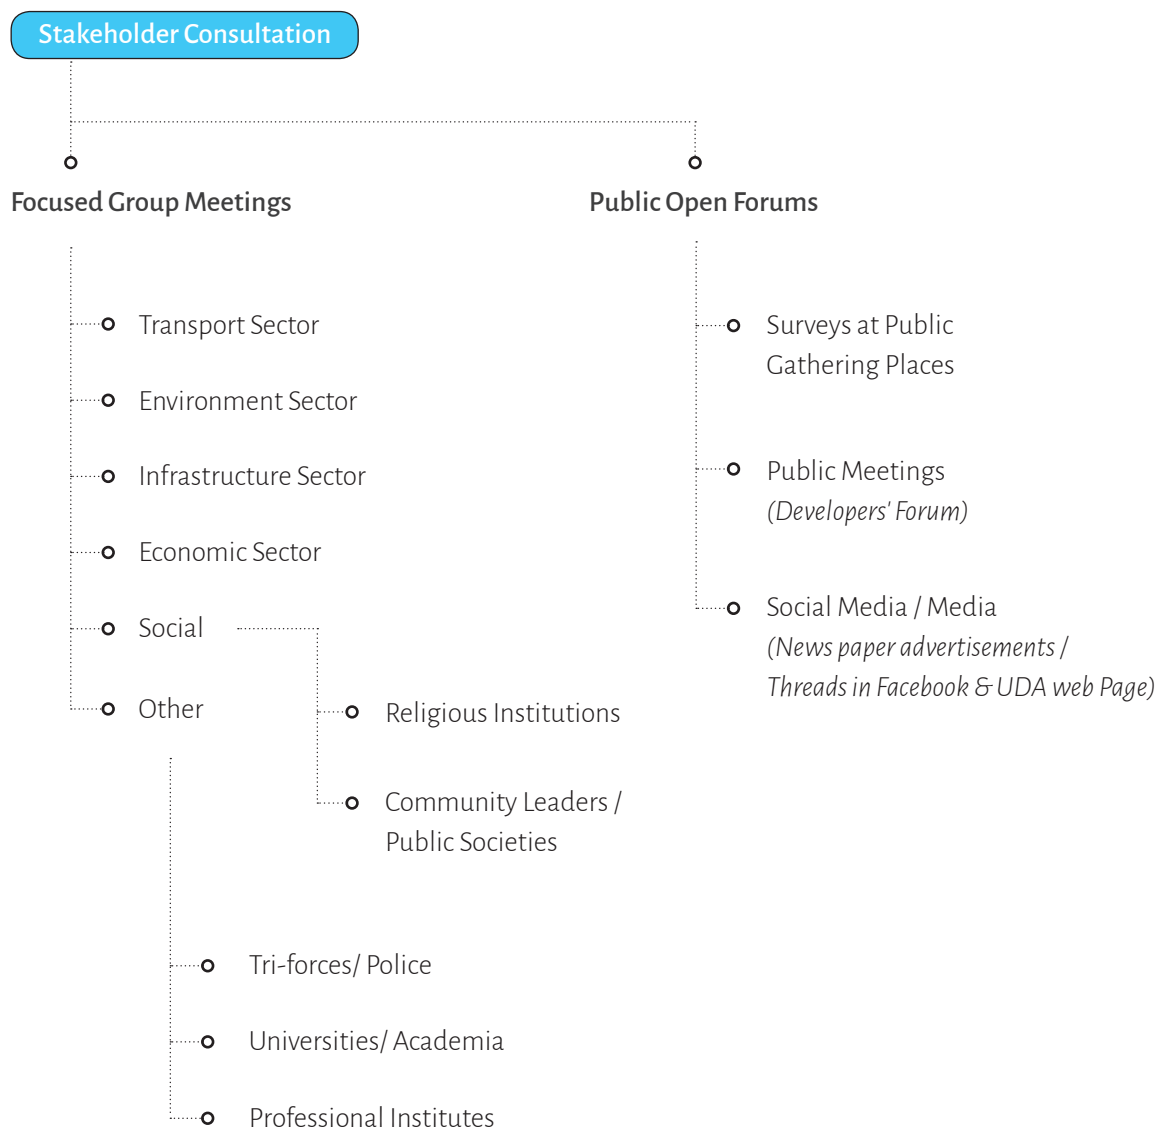 Stakeholder Consultation
Focused Group Meetings
Transport Sector
Environment Sector
Infrastructure Sector
Economic Sector
Social
Religious Institutions
Community Leaders /
Public Societies
Other
Tri-forces/ Police
Universities/ Academia
Professional Institutes
Public Open Forums
Surveys at Public
Gathering Places
Public Meetings
(Developers' Forum)
Social Media / Media
(News paper advertisements /
Threads in Facebook & UDA web Page)